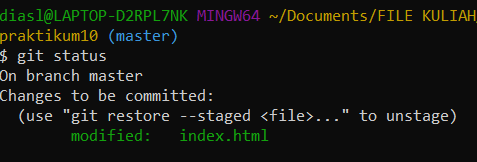 diasl@LAPTOP-D2RPL7NK MINGW64 ~/Documents/FILE KULIAH
praktikum10 (master)
$ git status
On branch master
Changes to be committed:
  (use "git restore --staged <file>..." to unstage)
        modified:   index.html